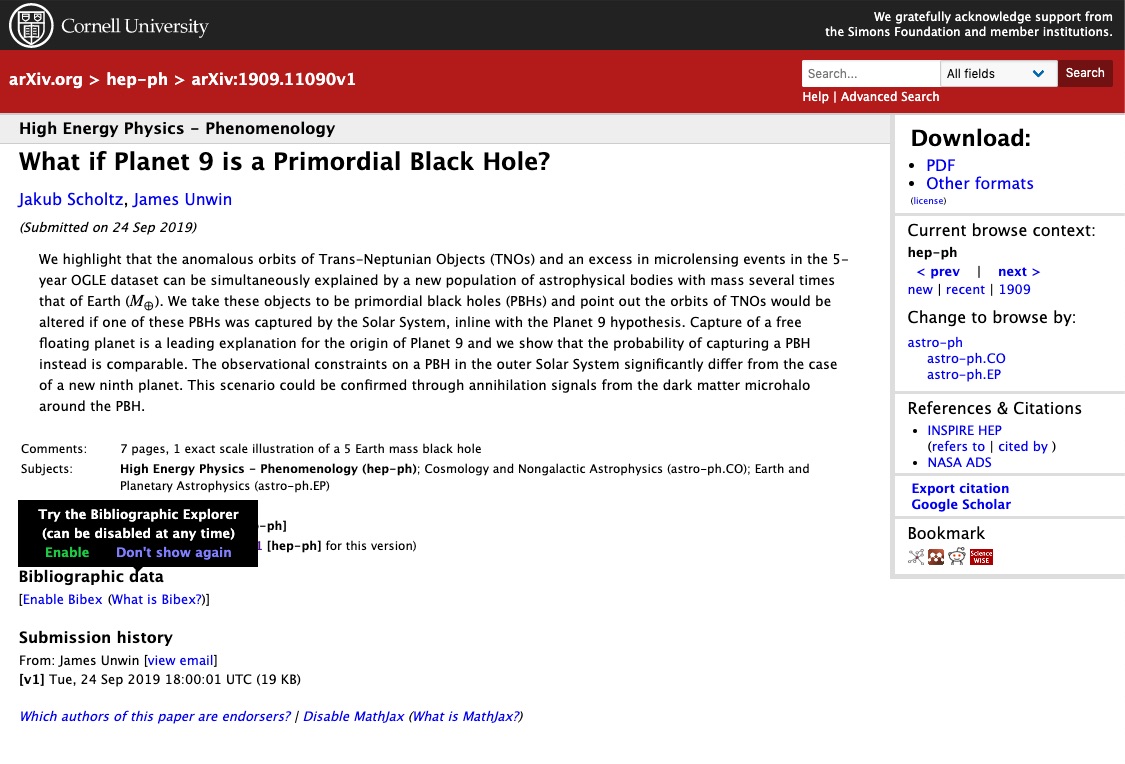 Cornell University
We gratefully acknowledge support from
the Simons Foundation and member institutions.
arXiv.org > hep-ph > arXiv:1909.11090v1
Search...
All fields
Search
Help | Advanced Search
High Energy Physics – Phenomenology
What if Planet 9 is a Primordial Black Hole?
Jakub Scholtz, James Unwin
(Submitted on 24 Sep 2019)
We highlight that the anomalous orbits of Trans-Neptunian Objects (TNOs) and an excess in microlensing events in the 5-
year OGLE dataset can be simultaneously explained by a new population of astrophysical bodies with mass several times
that of Earth (M⊕). We take these objects to be primordial black holes (PBHs) and point out the orbits of TNOs would be
altered if one of these PBHs was captured by the Solar System, inline with the Planet 9 hypothesis. Capture of a free
floating planet is a leading explanation for the origin of Planet 9 and we show that the probability of capturing a PBH
instead is comparable. The observational constraints on a PBH in the outer Solar System significantly differ from the case
of a new ninth planet. This scenario could be confirmed through annihilation signals from the dark matter microhalo
around the PBH.
Comments: 7 pages, 1 exact scale illustration of a 5 Earth mass black hole
Subjects: High Energy Physics – Phenomenology (hep-ph); Cosmology and Nongalactic Astrophysics (astro-ph.CO); Earth and
Planetary Astrophysics (astro-ph.EP)
Try the Bibliographic Explorer
(can be disabled at any time)
Enable Don't show again
-ph]
1 [hep-ph] for this version)
Bibliographic data
[Enable Bibex (What is Bibex?)]
Submission history
From: James Unwin [view email]
[v1] Tue, 24 Sep 2019 18:00:01 UTC (19 KB)
Which authors of this paper are endorsers? | Disable MathJax (What is MathJax?)
Download:
• PDF
• Other formats
(license)
Current browse context:
hep-ph
< prev | next >
new | recent | 1909
Change to browse by:
astro-ph
astro-ph.CO
astro-ph.EP
References & Citations
• INSPIRE HEP
(refers to | cited by )
• NASA ADS
Export citation
Google Scholar
Bookmark
Science
WISE